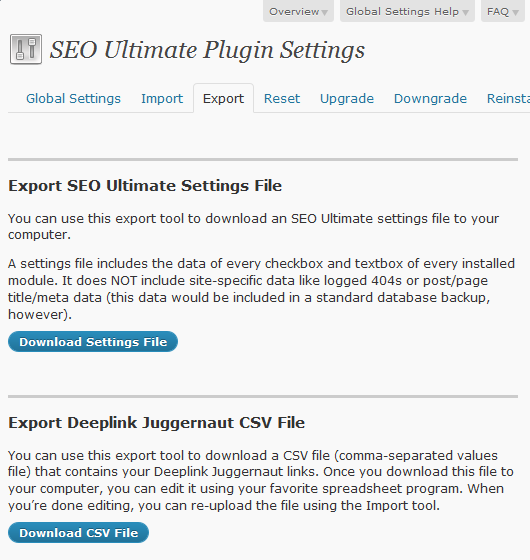 Overview ▾ Global Settings Help ▾ FAQ ▾
SEO Ultimate Plugin Settings
Global Settings Import Export Reset Upgrade Downgrade
Export SEO Ultimate Settings File
You can use this export tool to download an SEO Ultimate settings file to your
computer.
A settings file includes the data of every checkbox and textbox of every installed
module. It does NOT include site-specific data like logged 404s or post/page
title/meta data (this data would be included in a standard database backup,
however).
Download Settings File
Export Deeplink Juggernaut CSV File
You can use this export tool to download a CSV file (comma-separated values
file) that contains your Deeplink Juggernaut links. Once you download this file to
your computer, you can edit it using your favorite spreadsheet program. When
you’re done editing, you can re-upload the file using the Import tool.
Download CSV File